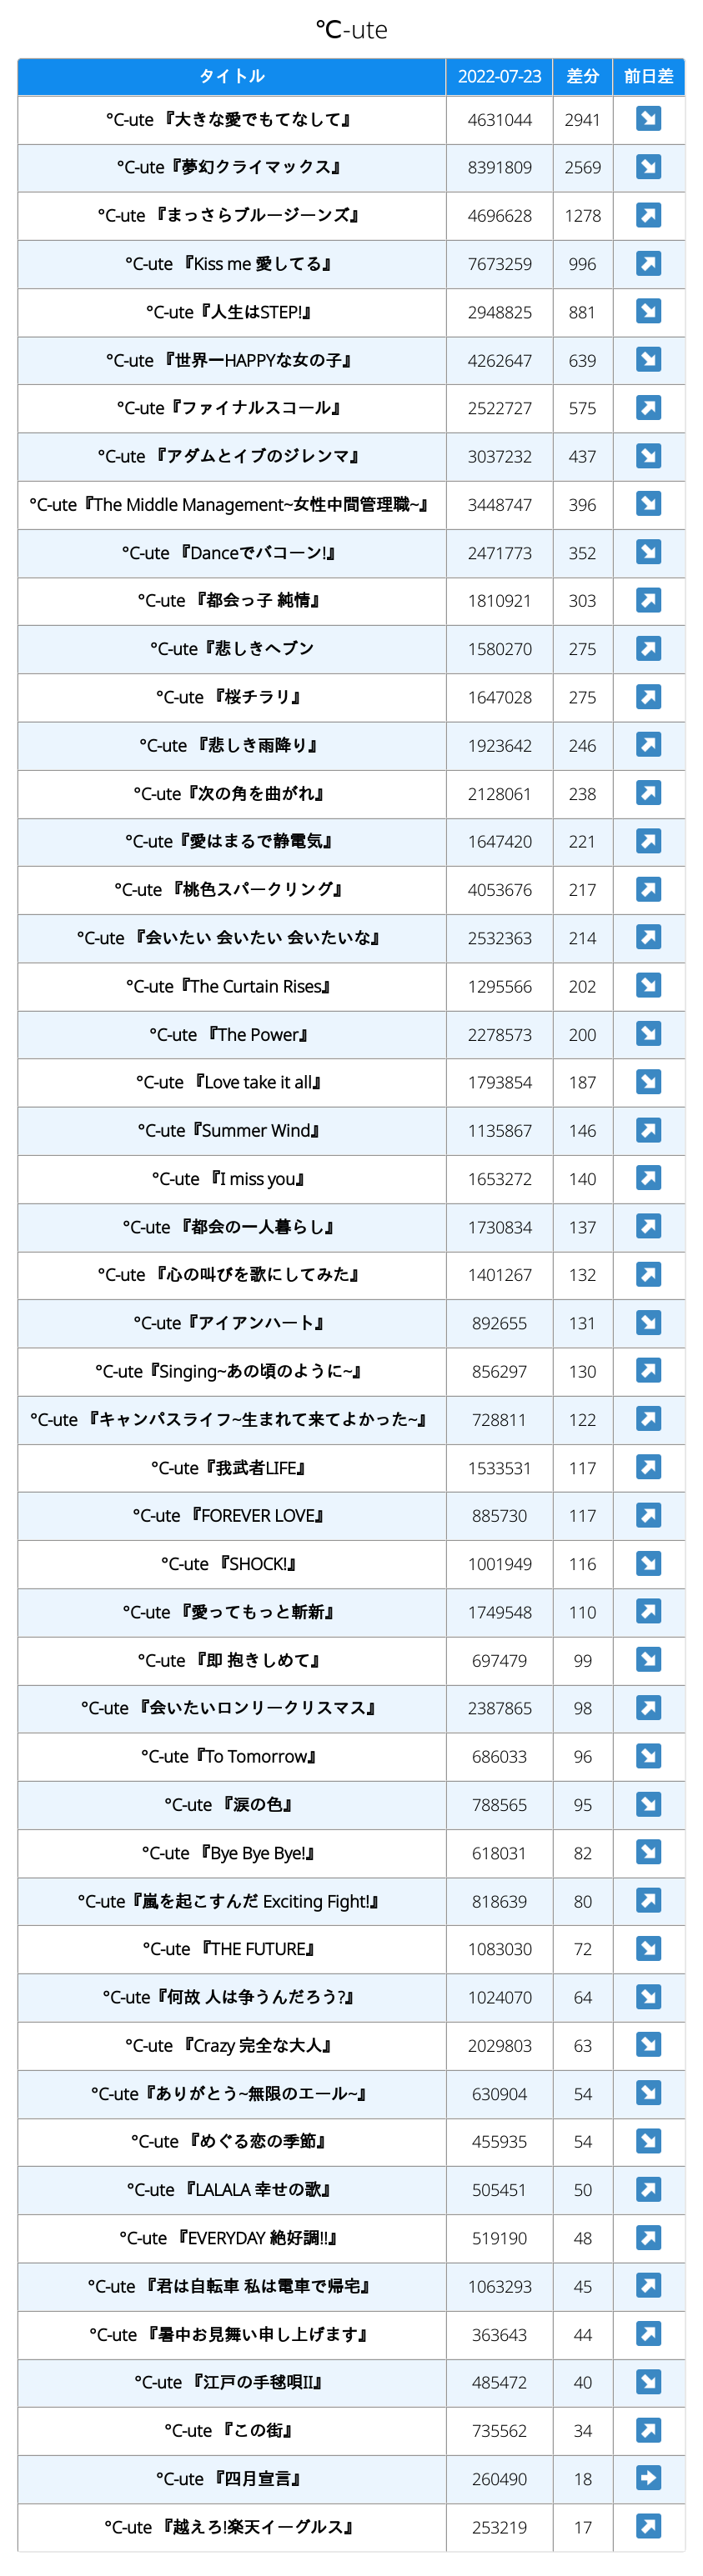 ℃-ute
タイトル 2022-07-23 差分 前日差
°C-ute 『大きな愛でもてなして』 4631044 2941 ↘
°C-ute『夢幻クライマックス』 8391809 2569 ↘
°C-ute 『まっさらブルージーンズ』 4696628 1278 ↗
°C-ute 『Kiss me 愛してる』 7673259 996 ↗
°C-ute『人生はSTEP!』 2948825 881 ↘
°C-ute 『世界一HAPPYな女の子』 4262647 639 ↘
°C-ute『ファイナルスコール』 2522727 575 ↗
°C-ute 『アダムとイブのジレンマ』 3037232 437 ↘
°C-ute『The Middle Management~女性中間管理職~』 3448747 396 ↘
°C-ute 『Danceでバコーン!』 2471773 352 ↘
°C-ute 『都会っ子 純情』 1810921 303 ↗
°C-ute『悲しきヘブン 1580270 275 ↗
°C-ute 『桜チラリ』 1647028 275 ↗
°C-ute 『悲しき雨降り』 1923642 246 ↗
°C-ute『次の角を曲がれ』 2128061 238 ↗
°C-ute『愛はまるで静電気』 1647420 221 ↗
°C-ute 『桃色スパークリング』 4053676 217 ↗
°C-ute 『会いたい 会いたい 会いたいな』 2532363 214 ↗
°C-ute『The Curtain Rises』 1295566 202 ↘
°C-ute 『The Power』 2278573 200 ↘
°C-ute 『Love take it all』 1793854 187 ↘
°C-ute『Summer Wind』 1135867 146 ↗
°C-ute 『I miss you』 1653272 140 ↗
°C-ute 『都会の一人暮らし』 1730834 137 ↗
°C-ute 『心の叫びを歌にしてみた』 1401267 132 ↗
°C-ute『アイアンハート』 892655 131 ↘
°C-ute『Singing~あの頃のように~』 856297 130 ↗
°C-ute 『キャンパスライフ~生まれて来てよかった~』 728811 122 ↗
°C-ute『我武者LIFE』 1533531 117 ↗
°C-ute 『FOREVER LOVE』 885730 117 ↗
°C-ute 『SHOCK!』 1001949 116 ↘
°C-ute 『愛ってもっと斬新』 1749548 110 ↗
°C-ute 『即 抱きしめて』 697479 99 ↘
°C-ute 『会いたいロンリークリスマス』 2387865 98 ↗
°C-ute『To Tomorrow』 686033 96 ↘
°C-ute 『涙の色』 788565 95 ↘
°C-ute 『Bye Bye Bye!』 618031 82 ↘
°C-ute『嵐を起こすんだ Exciting Fight!』 818639 80 ↗
°C-ute 『THE FUTURE』 1083030 72 ↘
°C-ute『何故 人は争うんだろう?』 1024070 64 ↘
°C-ute 『Crazy 完全な大人』 2029803 63 ↘
°C-ute『ありがとう~無限のエール~』 630904 54 ↘
°C-ute 『めぐる恋の季節』 455935 54 ↘
°C-ute 『LALALA 幸せの歌』 505451 50 ↗
°C-ute 『EVERYDAY 絶好調!!』 519190 48 ↗
°C-ute 『君は自転車 私は電車で帰宅』 1063293 45 ↗
°C-ute 『暑中お見舞い申し上げます』 363643 44 ↗
°C-ute 『江戸の手毬唄II』 485472 40 ↘
°C-ute 『この街』 735562 34 ↗
°C-ute 『四月宣言』 260490 18 ➡
°C-ute 『越えろ!楽天イーグルス』 253219 17 ↗